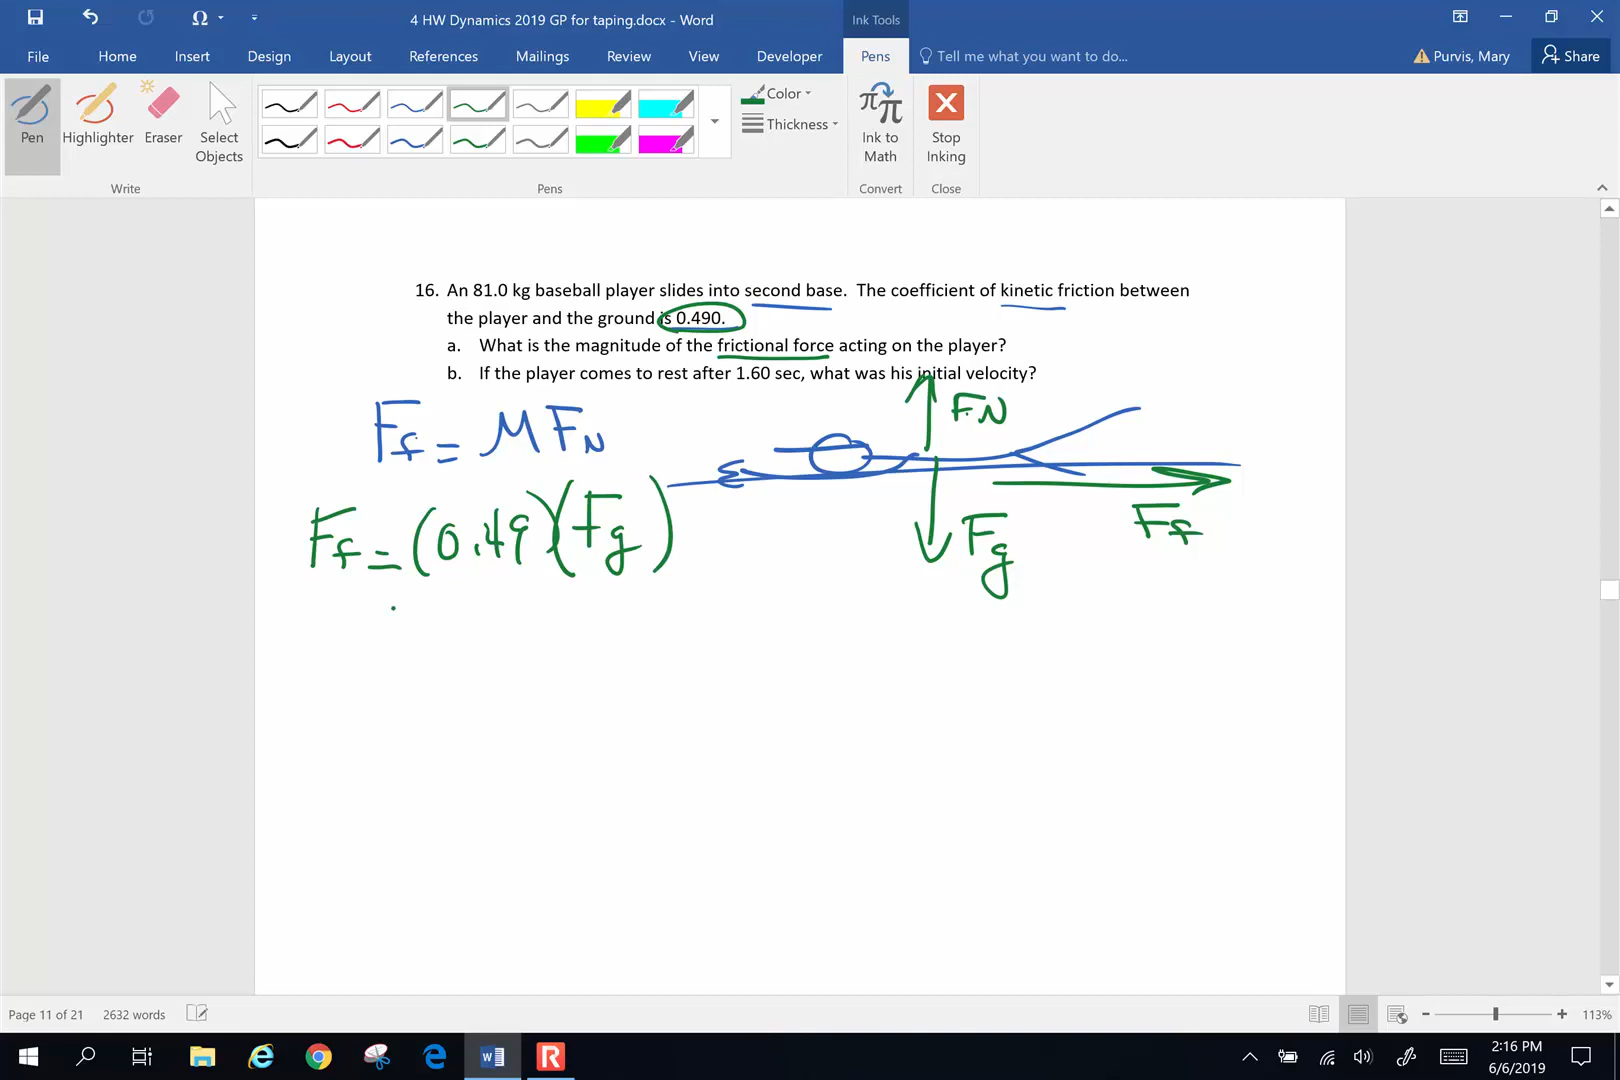 4 HW Dynamics 2019 GP for taping.docx - Word
Ink Tools
File Home Insert Design Layout References Mailings Review View Developer Pens Tell me what you want to do... Purvis, Mary Share
Pen Highlighter Eraser Select Objects
Color
Thickness
Ink to Math
Stop Inking
Write Pens Convert Close
16. An 81.0 kg baseball player slides into second base. The coefficient of kinetic friction between
the player and the ground is 0.490.
a. What is the magnitude of the frictional force acting on the player?
b. If the player comes to rest after 1.60 sec, what was his initial velocity?
FN
Ff = μ FN
Ff = (0.49)(Fg)
Fg
Ff
Page 11 of 21 2632 words 113%
2:16 PM
6/6/2019